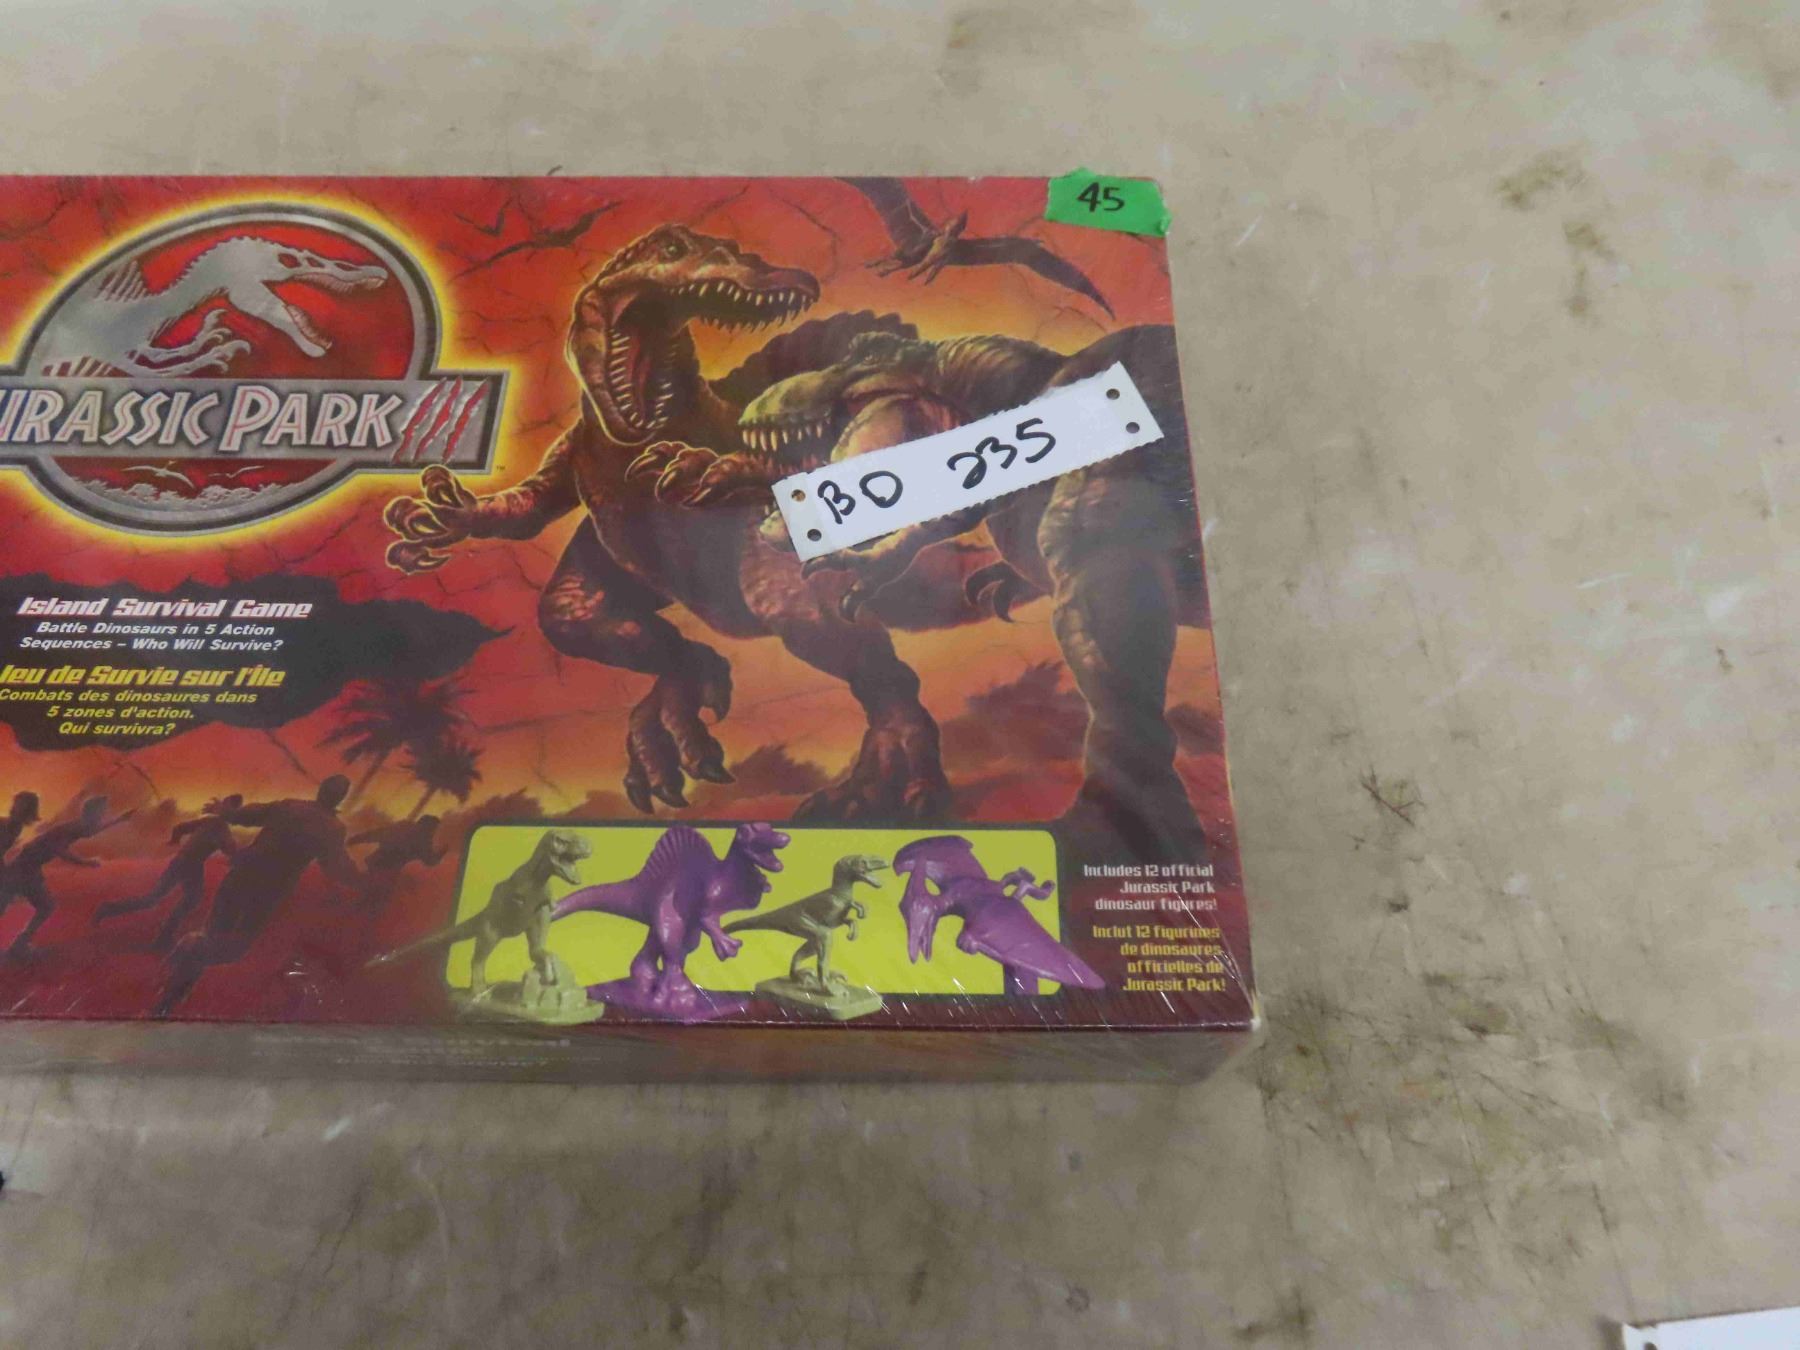 45
JURASSIC PARK III
™
BO 235
Island Survival Game
Battle Dinosaurs in 5 Action
Sequences – Who Will Survive?
Jeu de Survie sur l'Île
Combats des dinosaures dans
5 zones d'action.
Qui survivra?
Includes 12 official
Jurassic Park
dinosaur figures!
Inclut 12 figurines
de dinosaures
officielles de
Jurassic Park!